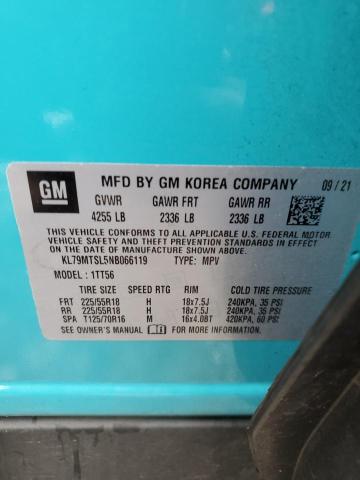 GM
MFD BY GM KOREA COMPANY 09/21
GVWR GAWR FRT GAWR RR
4255 LB 2336 LB 2336 LB
THIS VEHICLE CONFORMS TO ALL APPLICABLE U.S. FEDERAL MOTOR
VEHICLE SAFETY, BUMPER, AND THEFT PREVENTION STANDARDS
IN EFFECT ON THE DATE OF MANUFACTURE SHOWN ABOVE.
KL79MTSL5NB066119 TYPE: MPV
MODEL: 1TT56
TIRE SIZE SPEED RTG RIM COLD TIRE PRESSURE
FRT 225/55R18 H 18x7.5J 240KPA, 35 PSI
RR 225/55R18 H 18x7.5J 240KPA, 35 PSI
SPA T125/70R16 M 16x4.0BT 420KPA, 60 PSI
SEE OWNER'S MANUAL FOR MORE INFORMATION